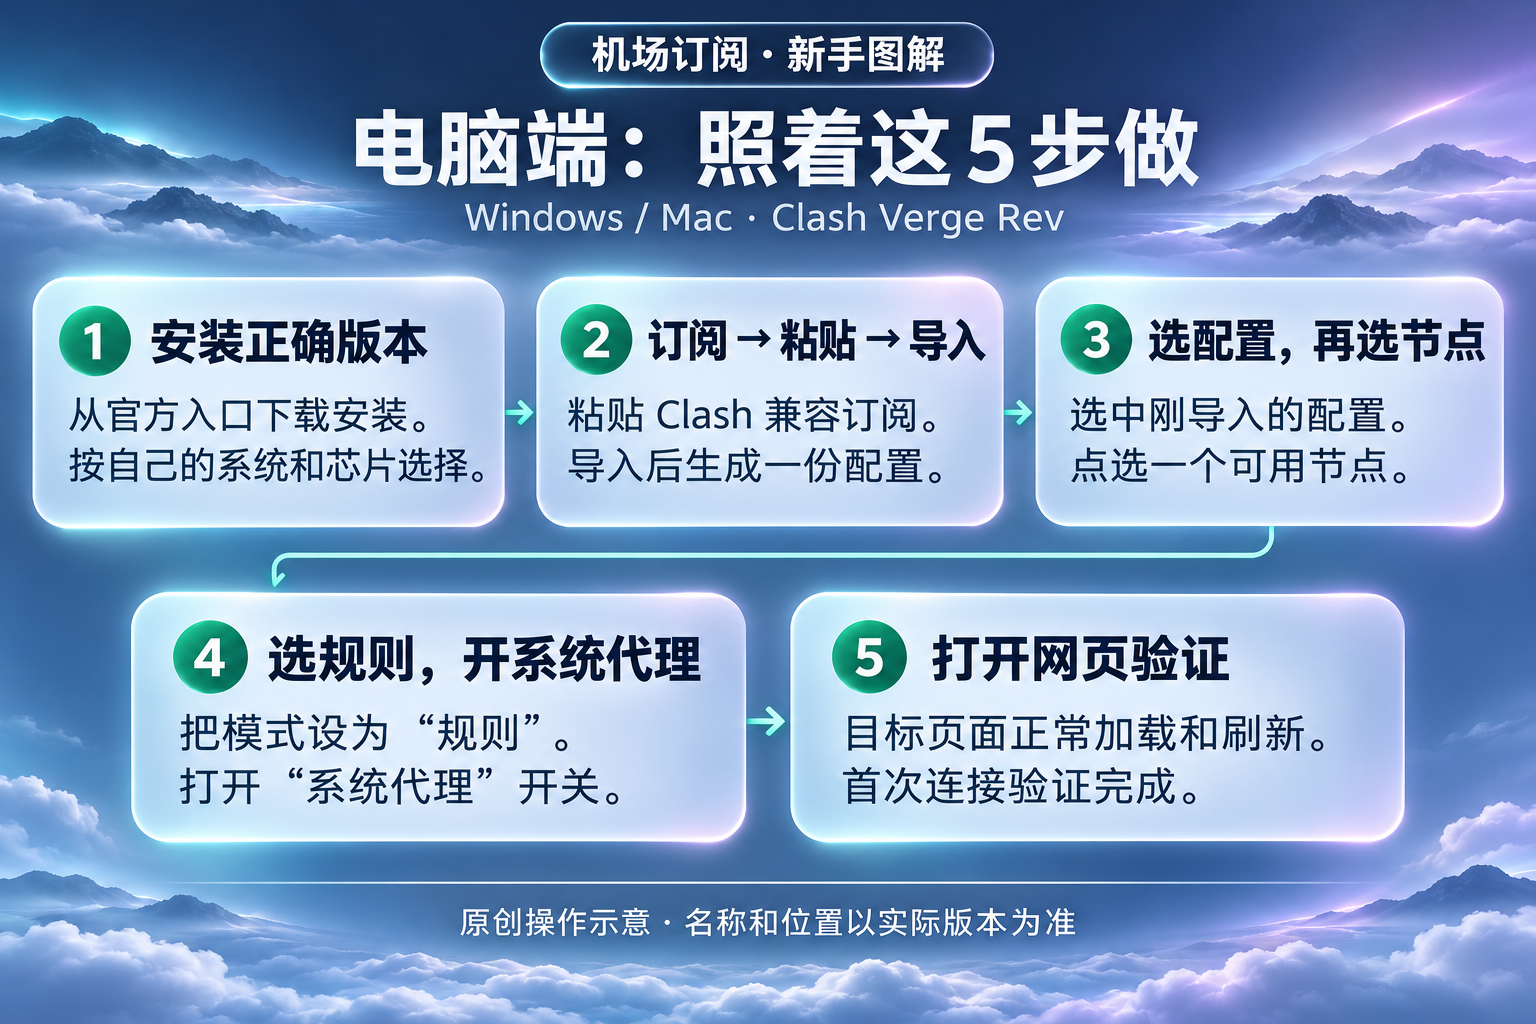 机场订阅·新手图解
电脑端：照着这5步做
Windows / Mac · Clash Verge Rev
1 安装正确版本
从官方入口下载安装。
按自己的系统和芯片选择。
2 订阅→粘贴→导入
粘贴 Clash 兼容订阅。
导入后生成一份配置。
3 选配置，再选节点
选中刚导入的配置。
点选一个可用节点。
4 选规则，开系统代理
把模式设为“规则”。
打开“系统代理”开关。
5 打开网页验证
目标页面正常加载和刷新。
首次连接验证完成。
原创操作示意·名称和位置以实际版本为准